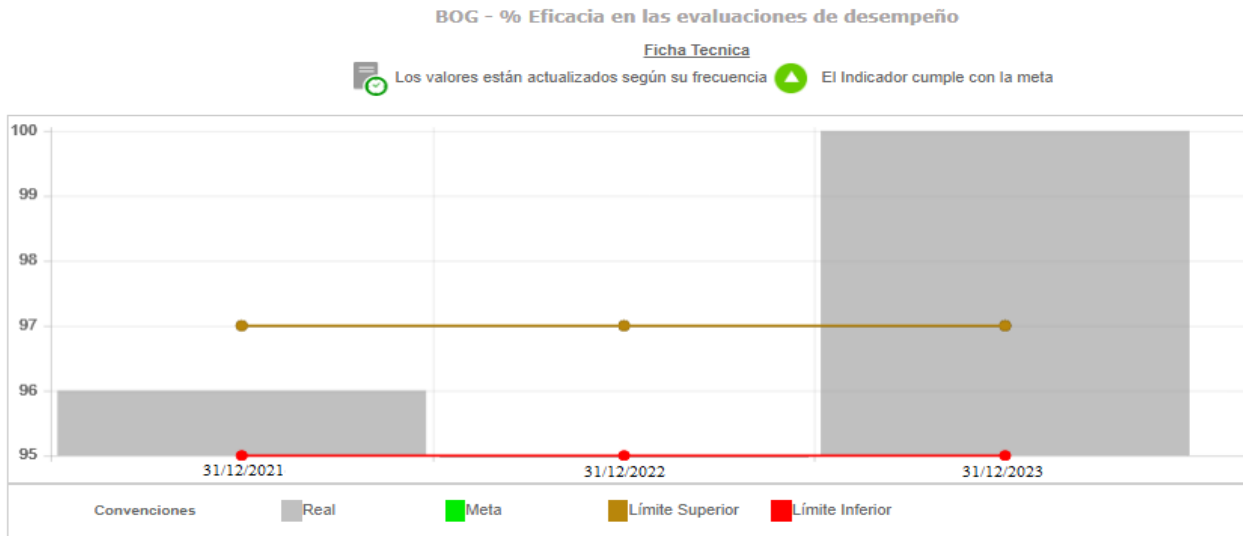 BOG - % Eficacia en las evaluaciones de desempeño
Ficha Tecnica
Los valores están actualizados según su frecuencia
El Indicador cumple con la meta
100
99
98
97
96
95
31/12/2021
31/12/2022
31/12/2023
Convenciones
Real
Meta
Límite Superior
Límite Inferior